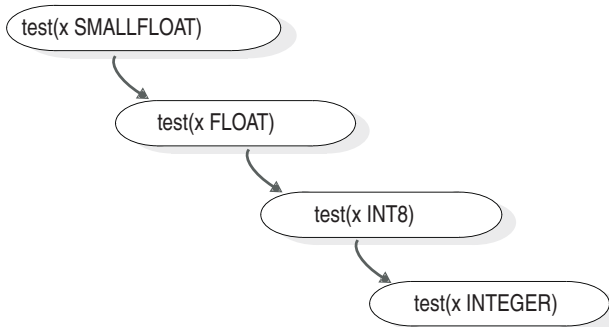 test(x SMALLFLOAT)
test(x FLOAT)
test(x INT8)
test(x INTEGER)